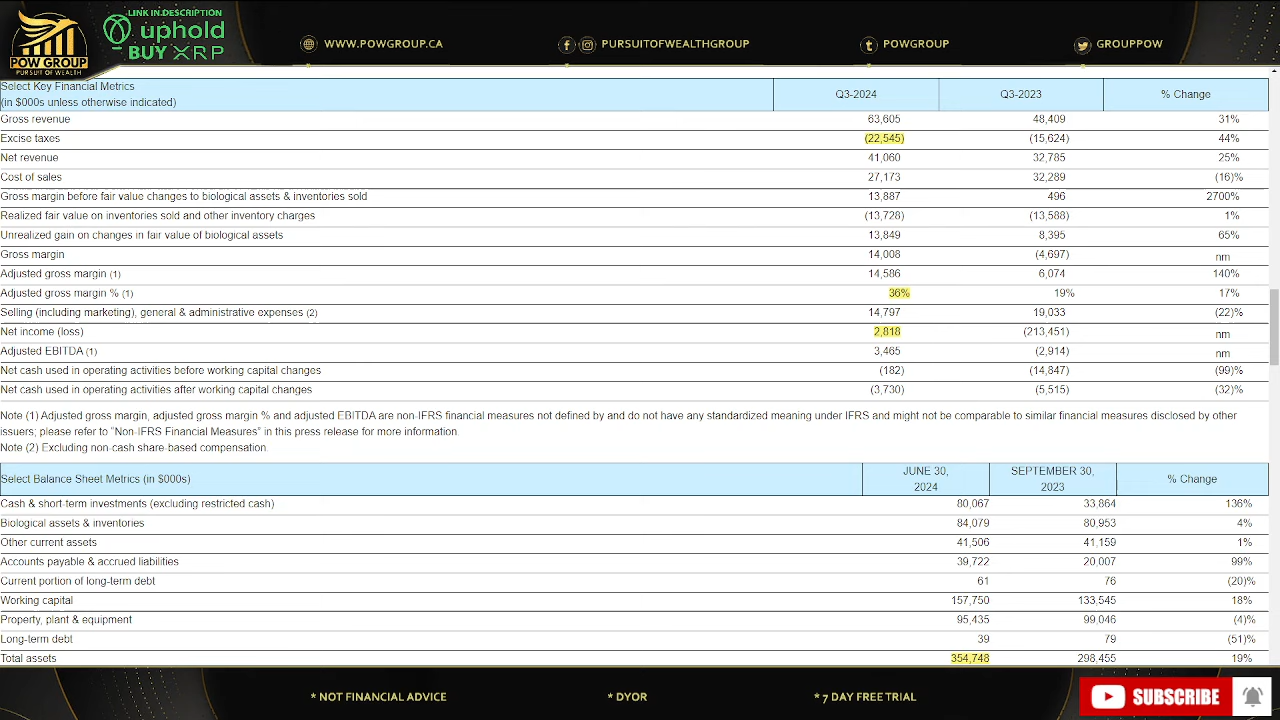 LINK IN DESCRIPTION
uphold
BUY XRP
POW GROUP
PURSUIT OF WEALTH
WWW.POWGROUP.CA
PURSUITOFWEALTHGROUP
POWGROUP
GROUPPOW
Select Key Financial Metrics
(in $000s unless otherwise indicated) Q3-2024 Q3-2023 % Change
Gross revenue 63,605 48,409 31%
Excise taxes (22,545) (15,624) 44%
Net revenue 41,060 32,785 25%
Cost of sales 27,173 32,289 (16)%
Gross margin before fair value changes to biological assets & inventories sold 13,887 496 2700%
Realized fair value on inventories sold and other inventory charges (13,728) (13,588) 1%
Unrealized gain on changes in fair value of biological assets 13,849 8,395 65%
Gross margin 14,008 (4,697) nm
Adjusted gross margin (1) 14,586 6,074 140%
Adjusted gross margin % (1) 36% 19% 17%
Selling (including marketing), general & administrative expenses (2) 14,797 19,033 (22)%
Net income (loss) 2,818 (213,451) nm
Adjusted EBITDA (1) 3,465 (2,914) nm
Net cash used in operating activities before working capital changes (182) (14,847) (99)%
Net cash used in operating activities after working capital changes (3,730) (5,515) (32)%
Note (1) Adjusted gross margin, adjusted gross margin % and adjusted EBITDA are non-IFRS financial measures not defined by and do not have any standardized meaning under IFRS and might not be comparable to similar financial measures disclosed by other
issuers; please refer to "Non-IFRS Financial Measures" in this press release for more information.
Note (2) Excluding non-cash share-based compensation.
Select Balance Sheet Metrics (in $000s) JUNE 30, 2024 SEPTEMBER 30, 2023 % Change
Cash & short-term investments (excluding restricted cash) 80,067 33,864 136%
Biological assets & inventories 84,079 80,953 4%
Other current assets 41,506 41,159 1%
Accounts payable & accrued liabilities 39,722 20,007 99%
Current portion of long-term debt 61 76 (20)%
Working capital 157,750 133,545 18%
Property, plant & equipment 95,435 99,046 (4)%
Long-term debt 39 79 (51)%
Total assets 354,748 298,455 19%
* NOT FINANCIAL ADVICE
* DYOR
* 7 DAY FREE TRIAL
SUBSCRIBE